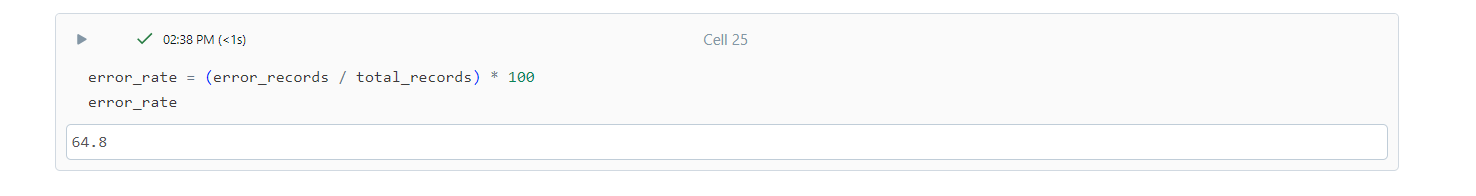 02:38 PM (<1s)
Cell 25
error_rate = (error_records / total_records) * 100
error_rate
64.8